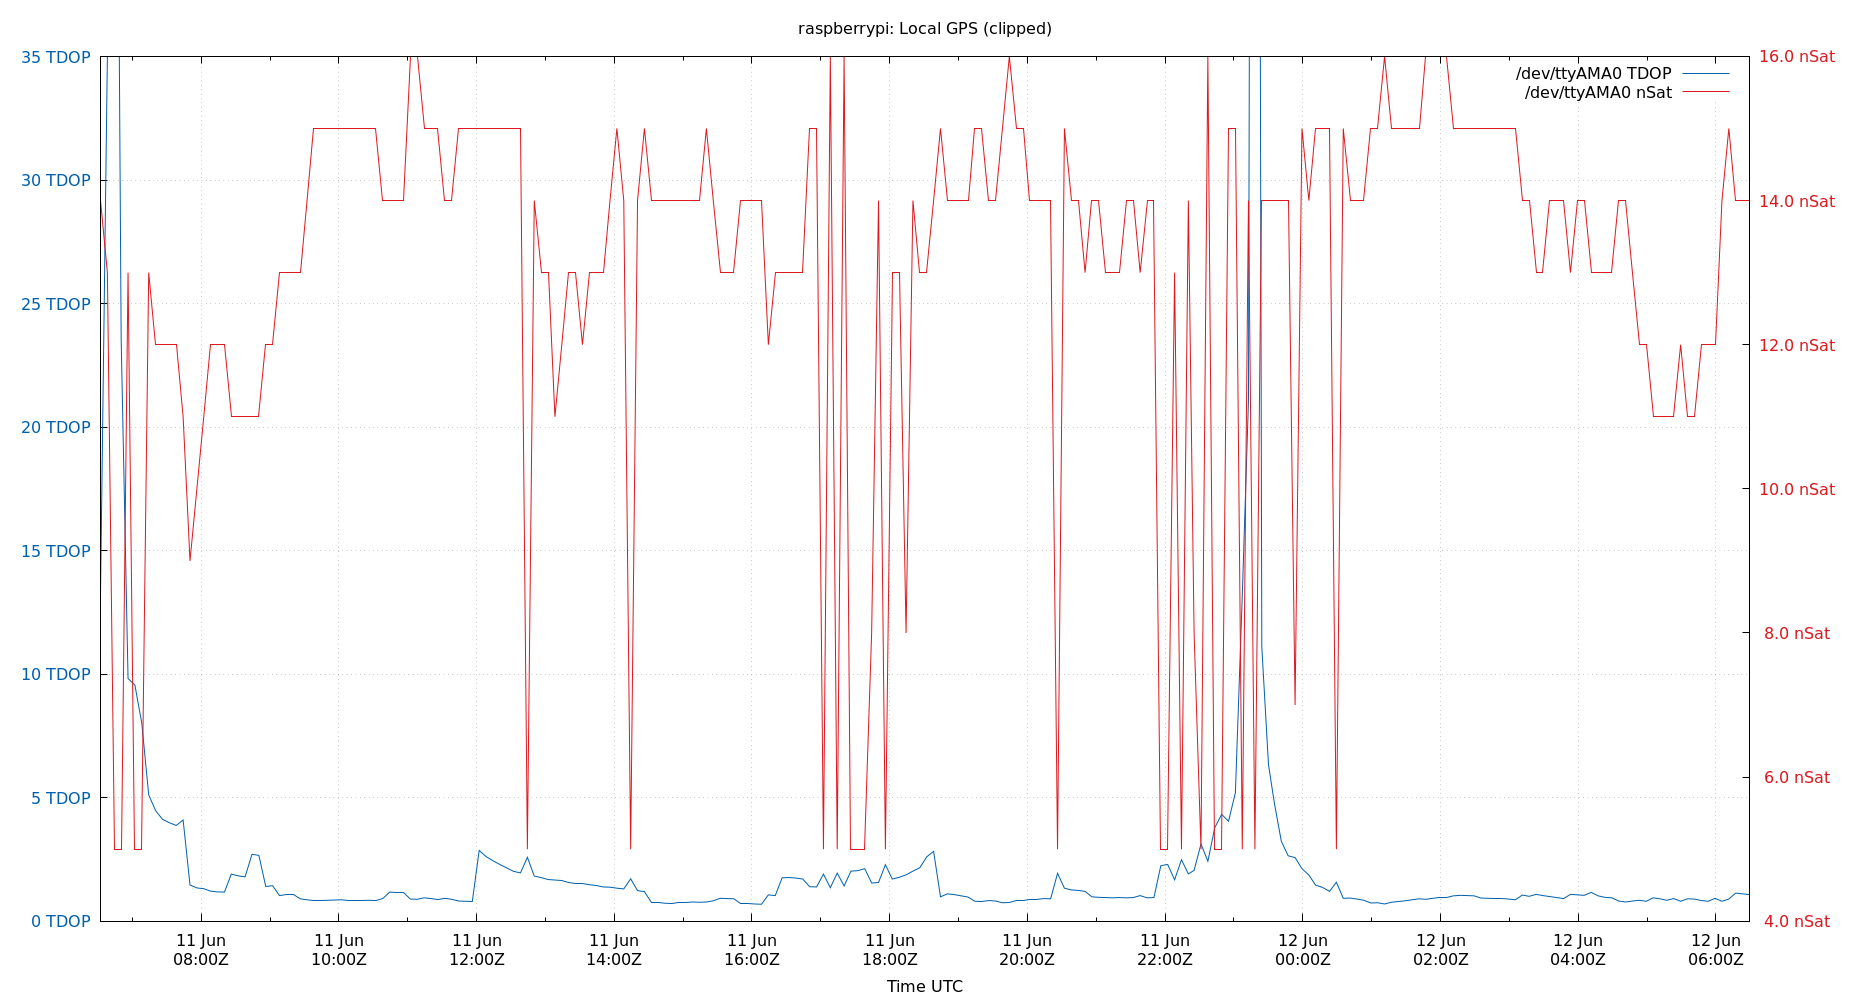 raspberrypi: Local GPS (clipped)
35 TDOP
30 TDOP
25 TDOP
20 TDOP
15 TDOP
10 TDOP
5 TDOP
0 TDOP
16.0 nSat
14.0 nSat
12.0 nSat
10.0 nSat
8.0 nSat
6.0 nSat
4.0 nSat
/dev/ttyAMA0 TDOP
/dev/ttyAMA0 nSat
11 Jun
08:00Z
11 Jun
10:00Z
11 Jun
12:00Z
11 Jun
14:00Z
11 Jun
16:00Z
11 Jun
18:00Z
11 Jun
20:00Z
11 Jun
22:00Z
12 Jun
00:00Z
12 Jun
02:00Z
12 Jun
04:00Z
12 Jun
06:00Z
Time UTC